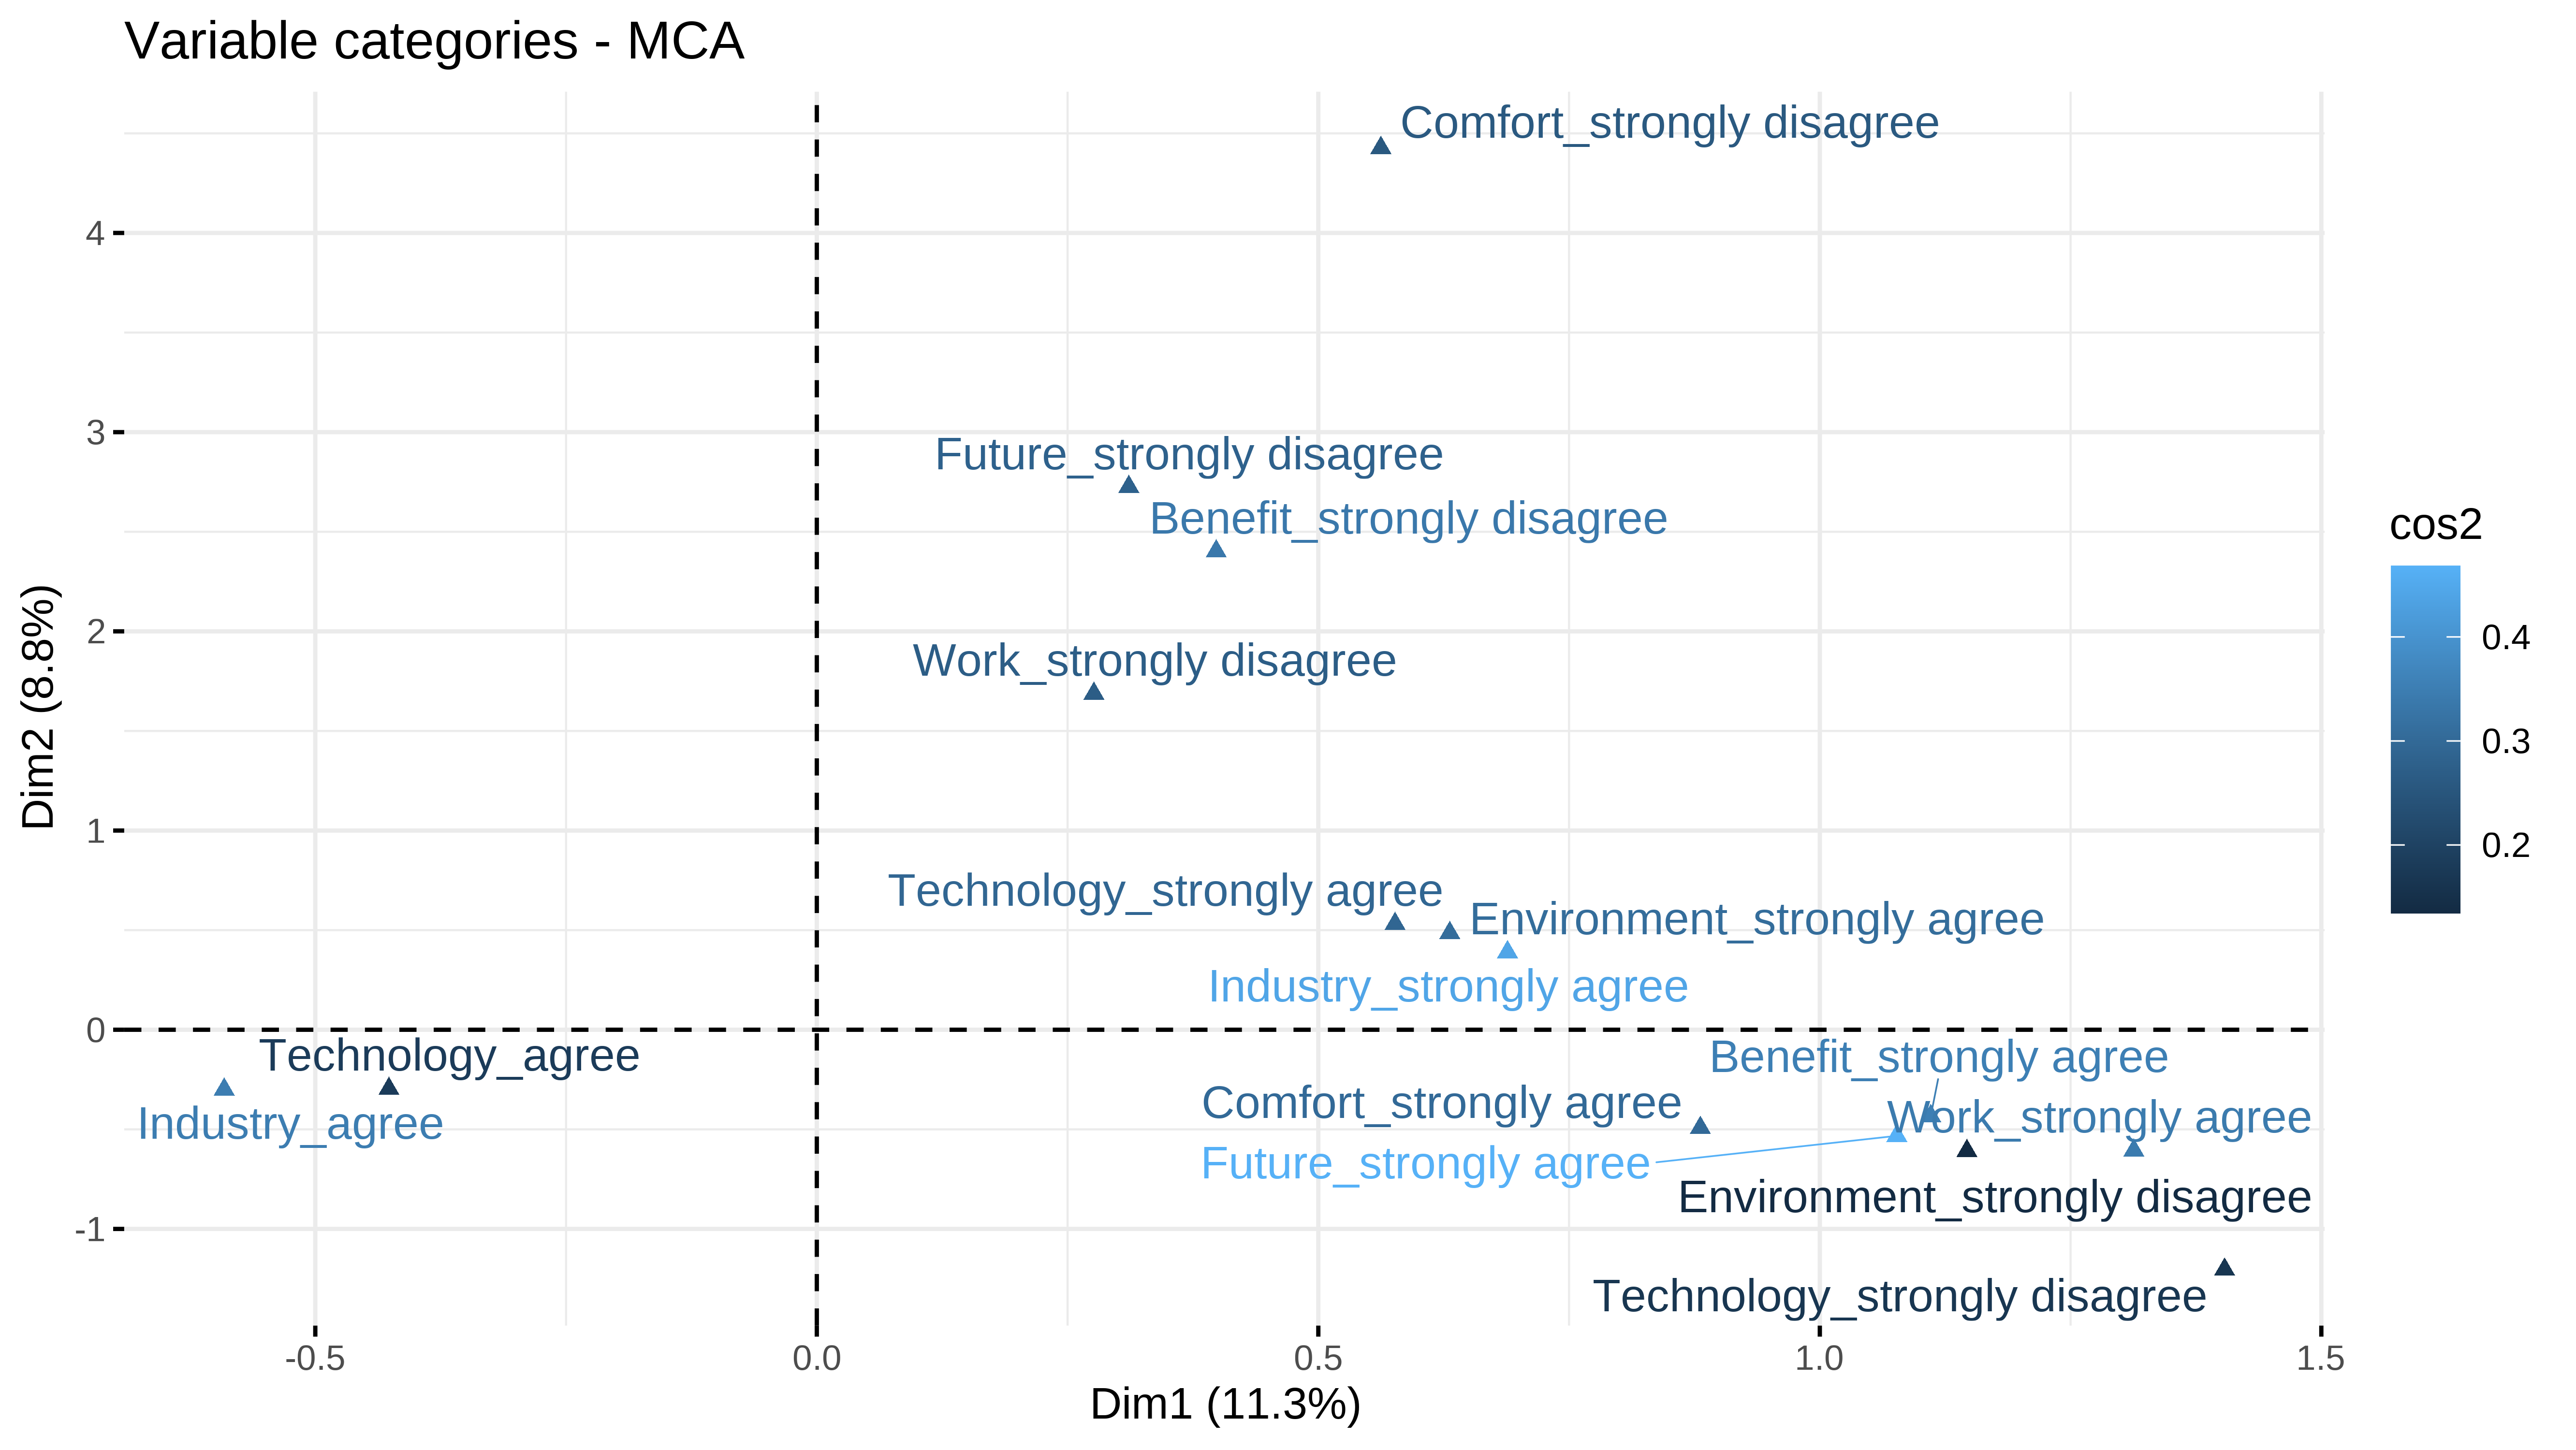 Variable categories - MCA
Comfort_strongly disagree
4
3
Future_strongly disagree
Benefit_strongly disagree
cos2
2
0.4
Work_strongly disagree
Dim2 (8.8%)
0.3
1
0.2
Technology_strongly agree
Environment_strongly agree
Industry_strongly agree
0
Technology_agree
Benefit_strongly agree
Industry_agree
Comfort_strongly agree
Work_strongly agree
Future_strongly agree
Environment_strongly disagree
-1
Technology_strongly disagree
-0.5
0.0
0.5
1.0
1.5
Dim1 (11.3%)